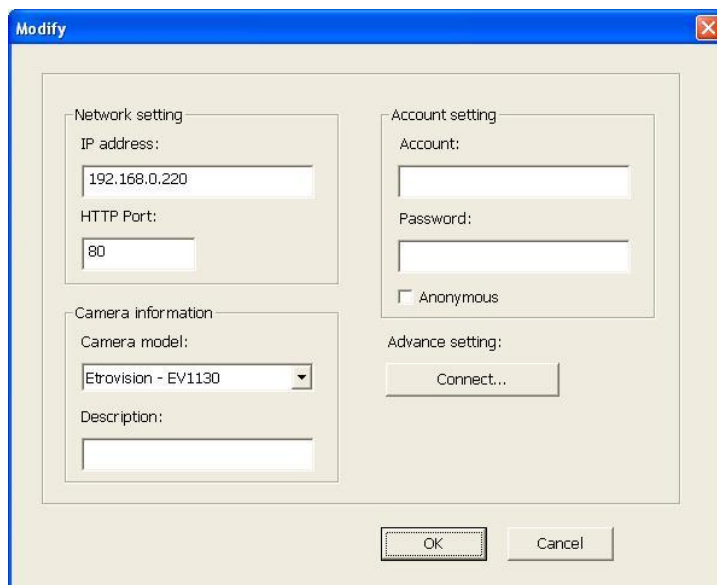 Modify
Network setting
IP address:
192.168.0.220
HTTP Port:
80
Camera information
Camera model:
Etrovision - EV1130
Description:
Account setting
Account:
Password:
Anonymous
Advance setting:
Connect...
OK
Cancel